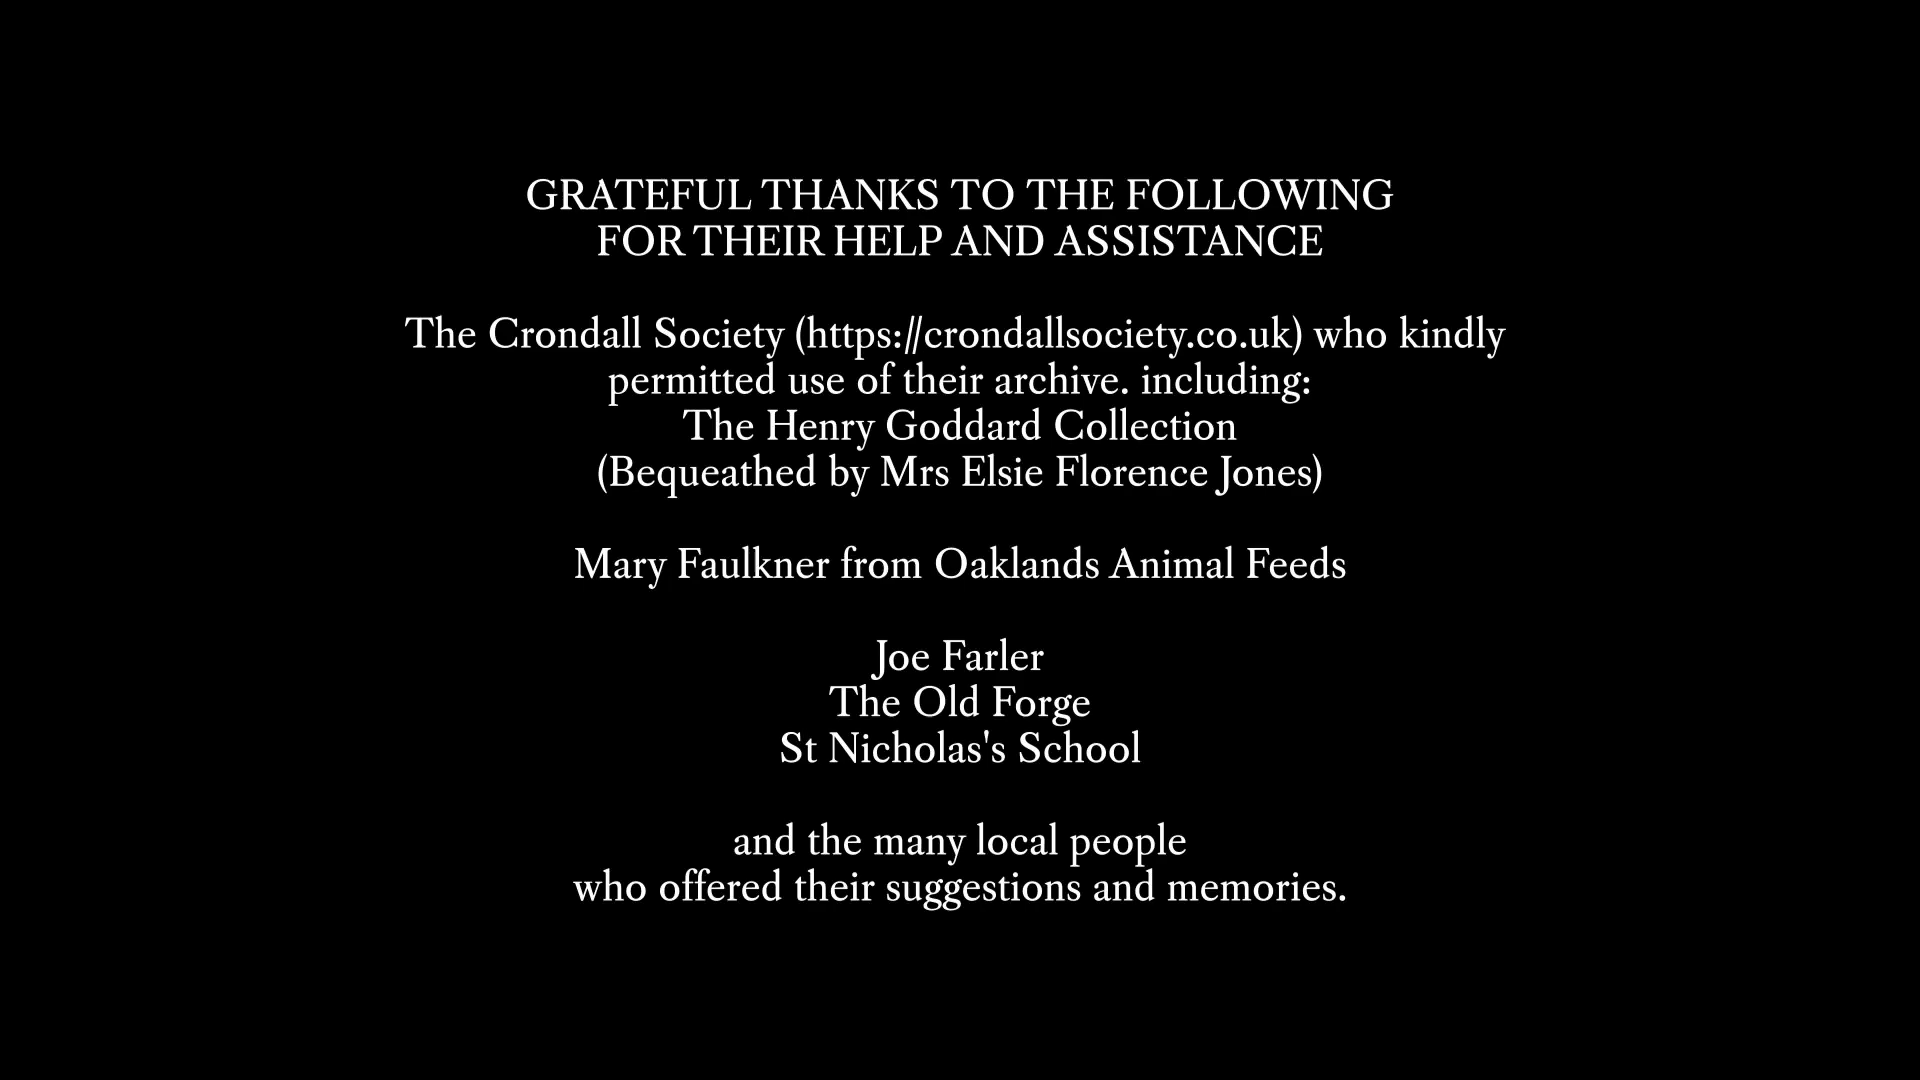 GRATEFUL THANKS TO THE FOLLOWING
FOR THEIR HELP AND ASSISTANCE
The Crondall Society (https://crondallsociety.co.uk) who kindly
permitted use of their archive. including:
The Henry Goddard Collection
(Bequeathed by Mrs Elsie Florence Jones)
Mary Faulkner from Oaklands Animal Feeds
Joe Farler
The Old Forge
St Nicholas's School
and the many local people
who offered their suggestions and memories.